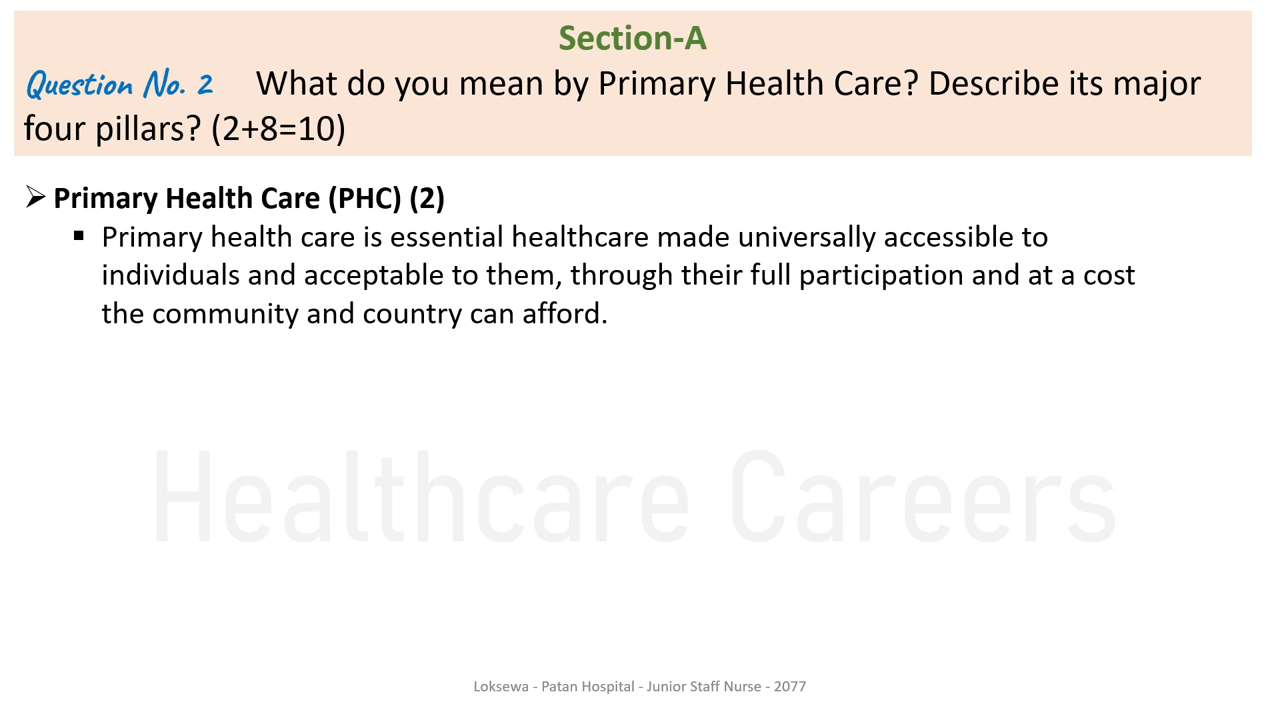 Section-A
Question No. 2 What do you mean by Primary Health Care? Describe its major
four pillars? (2+8=10)
➢ Primary Health Care (PHC) (2)
▪ Primary health care is essential healthcare made universally accessible to
individuals and acceptable to them, through their full participation and at a cost
the community and country can afford.
Healthcare Careers
Loksewa - Patan Hospital - Junior Staff Nurse - 2077